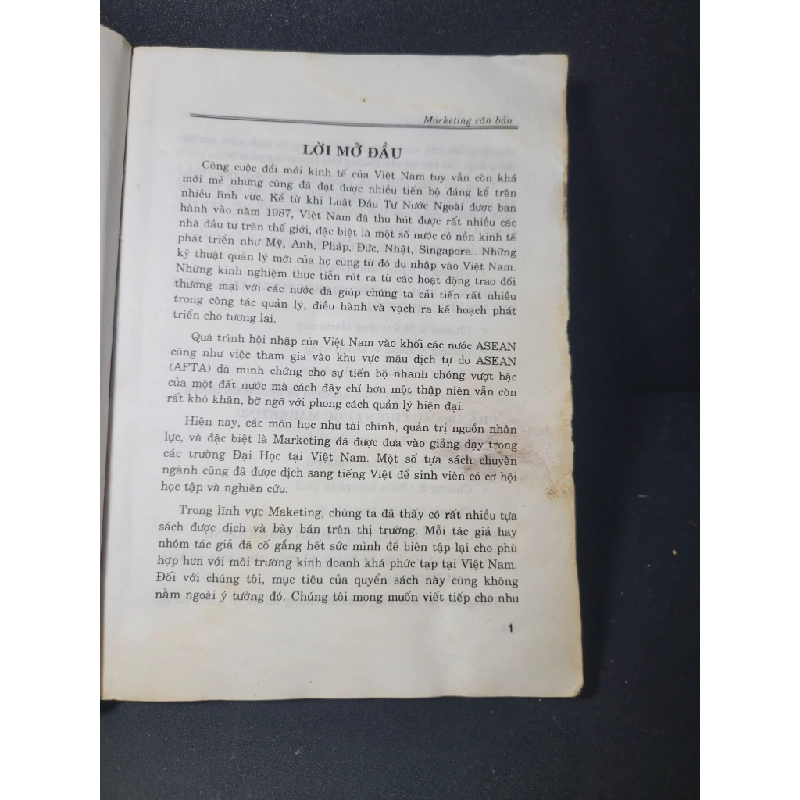 Marketing căn bản
LỜI MỞ ĐẦU
Công cuộc đổi mới kinh tế của Việt Nam tuy vẫn còn khá
mới mẻ nhưng cũng đã đạt được nhiều tiến bộ đáng kể trên
nhiều lĩnh vực. Kể từ khi Luật Đầu Tư Nước Ngoài được ban
hành vào năm 1987, Việt Nam đã thu hút được rất nhiều các
nhà đầu tư trên thế giới, đặc biệt là một số nước có nền kinh tế
phát triển như Mỹ, Anh, Pháp, Đức, Nhật, Singapore.. Những
kỹ thuật quản lý mới của họ cũng từ đó du nhập vào Việt Nam.
Những kinh nghiệm thực tiễn rút ra từ các hoạt động trao đổi
thương mại với các nước đã giúp chúng ta cải tiến rất nhiều
trong công tác quản lý, điều hành và vạch ra kế hoạch phát
triển cho tương lai.
Quá trình hội nhập của Việt Nam vào khối các nước ASEAN
cũng như việc tham gia vào khu vực mậu dịch tự do ASEAN
(AFTA) đã minh chứng cho sự tiến bộ nhanh chóng vượt bậc
của một đất nước mà cách đây chỉ hơn một thập niên vẫn còn
rất khó khăn, bỡ ngỡ với phong cách quản lý hiện đại.
Hiện nay, các môn học như tài chính, quản trị nguồn nhân
lực, và đặc biệt là Marketing đã được đưa vào giảng dạy trong
các trường Đại Học tại Việt Nam. Một số tựa sách chuyên
ngành cũng đã được dịch sang tiếng Việt để sinh viên có cơ hội
học tập và nghiên cứu.
Trong lĩnh vực Maketing, chúng ta đã thấy có rất nhiều tựa
sách được dịch và bày bán trên thị trường. Mỗi tác giả hay
nhóm tác giả đã cố gắng hết sức mình để biên tập lại cho phù
hợp hơn với môi trường kinh doanh khá phức tạp tại Việt Nam.
Đối với chúng tôi, mục tiêu của quyển sách này cũng không
nằm ngoài ý tưởng đó. Chúng tôi mong muốn viết tiếp cho nhu
1